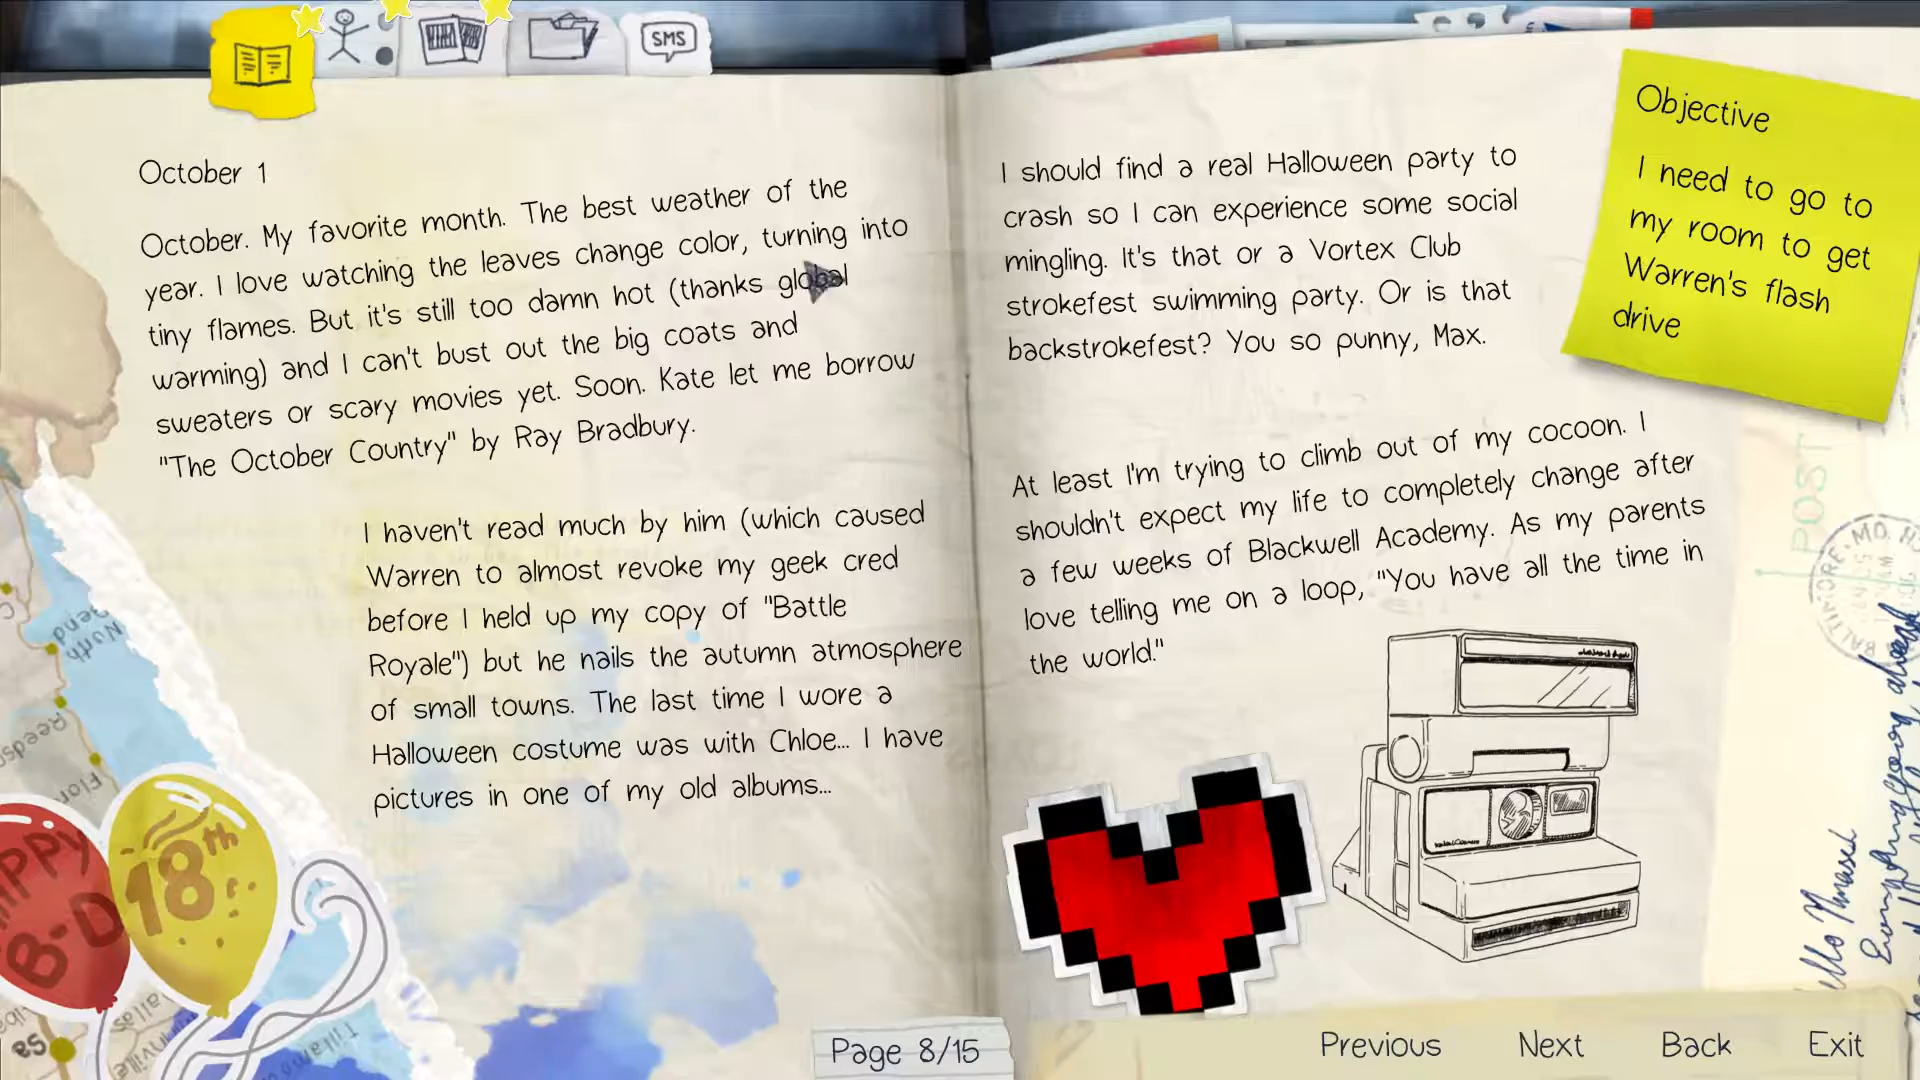 SMS
October 1
October. My favorite month. The best weather of the
year. I love watching the leaves change color, turning into
tiny flames. But it's still too damn hot (thanks global
warming) and I can't bust out the big coats and
sweaters or scary movies yet. Soon. Kate let me borrow
"The October Country" by Ray Bradbury.
I haven't read much by him (which caused
Warren to almost revoke my geek cred
before I held up my copy of "Battle
Royale") but he nails the autumn atmosphere
of small towns. The last time I wore a
Halloween costume was with Chloe... I have
pictures in one of my old albums...
I should find a real Halloween party to
crash so I can experience some social
mingling. It's that or a Vortex Club
strokefest swimming party. Or is that
backstrokefest? You so punny, Max.
At least I'm trying to climb out of my cocoon. I
shouldn't expect my life to completely change after
a few weeks of Blackwell Academy. As my parents
love telling me on a loop, "You have all the time in
the world."
Objective
I need to go to
my room to get
Warren's flash
drive
POST
North
Bend
18th
B-D
Page 8/15
Previous
Next
Back
Exit